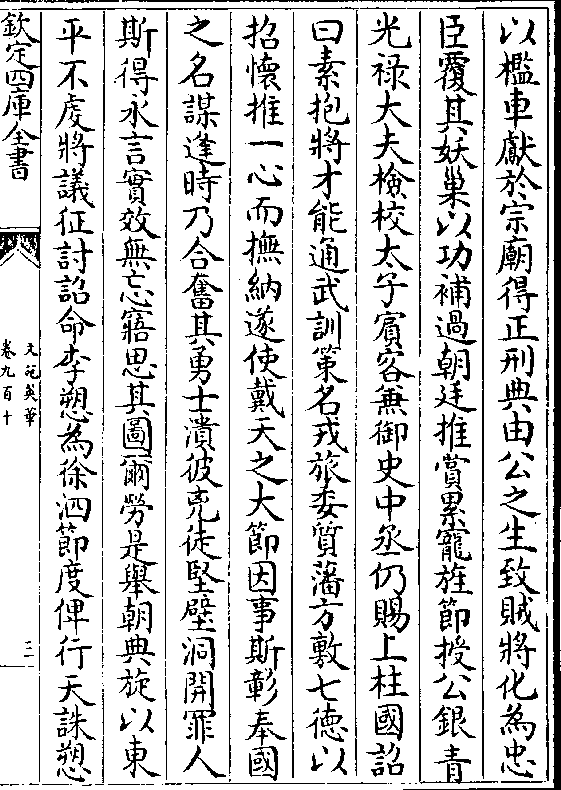 以檻車獻於宗廟得正刑典由公之生致賊將化為忠
臣覆其妖巢以功補過朝廷推賞累寵旌節授公銀青
光祿大夫檢校太子賓客兼御史中丞仍賜上柱國詔
曰素抱將才能通武訓策名戎旅委質藩方敷七德以
招懷推一心而撫納遂使戴天之大節因事斯彰奉國
之名謀逢時乃合奮其勇士潰彼兇徒堅壁洞開罪人
斯得永言實效無忘寤思其圖爾勞是舉朝典旋以東
平不䖍將議征討詔命李愬為徐泗節度俾行天誅愬
欽定四庫全書
文苑英華
卷九百十
三